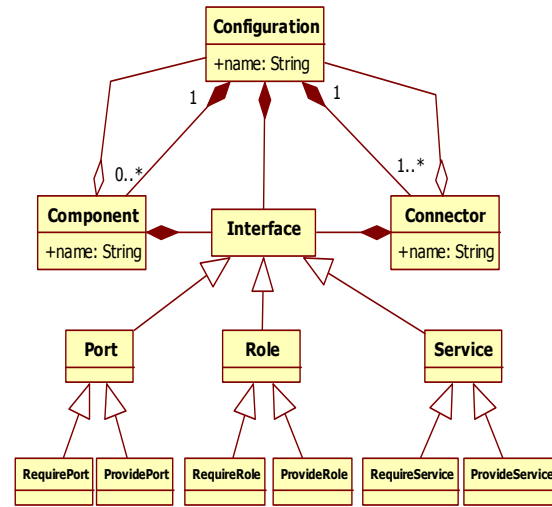 Configuration
+name: String
1
1
0..*
1..*
Component
+name: String
Interface
Connector
+name: String
Port
Role
Service
RequirePort
ProvidePort
RequireRole
ProvideRole
RequireService
ProvideService